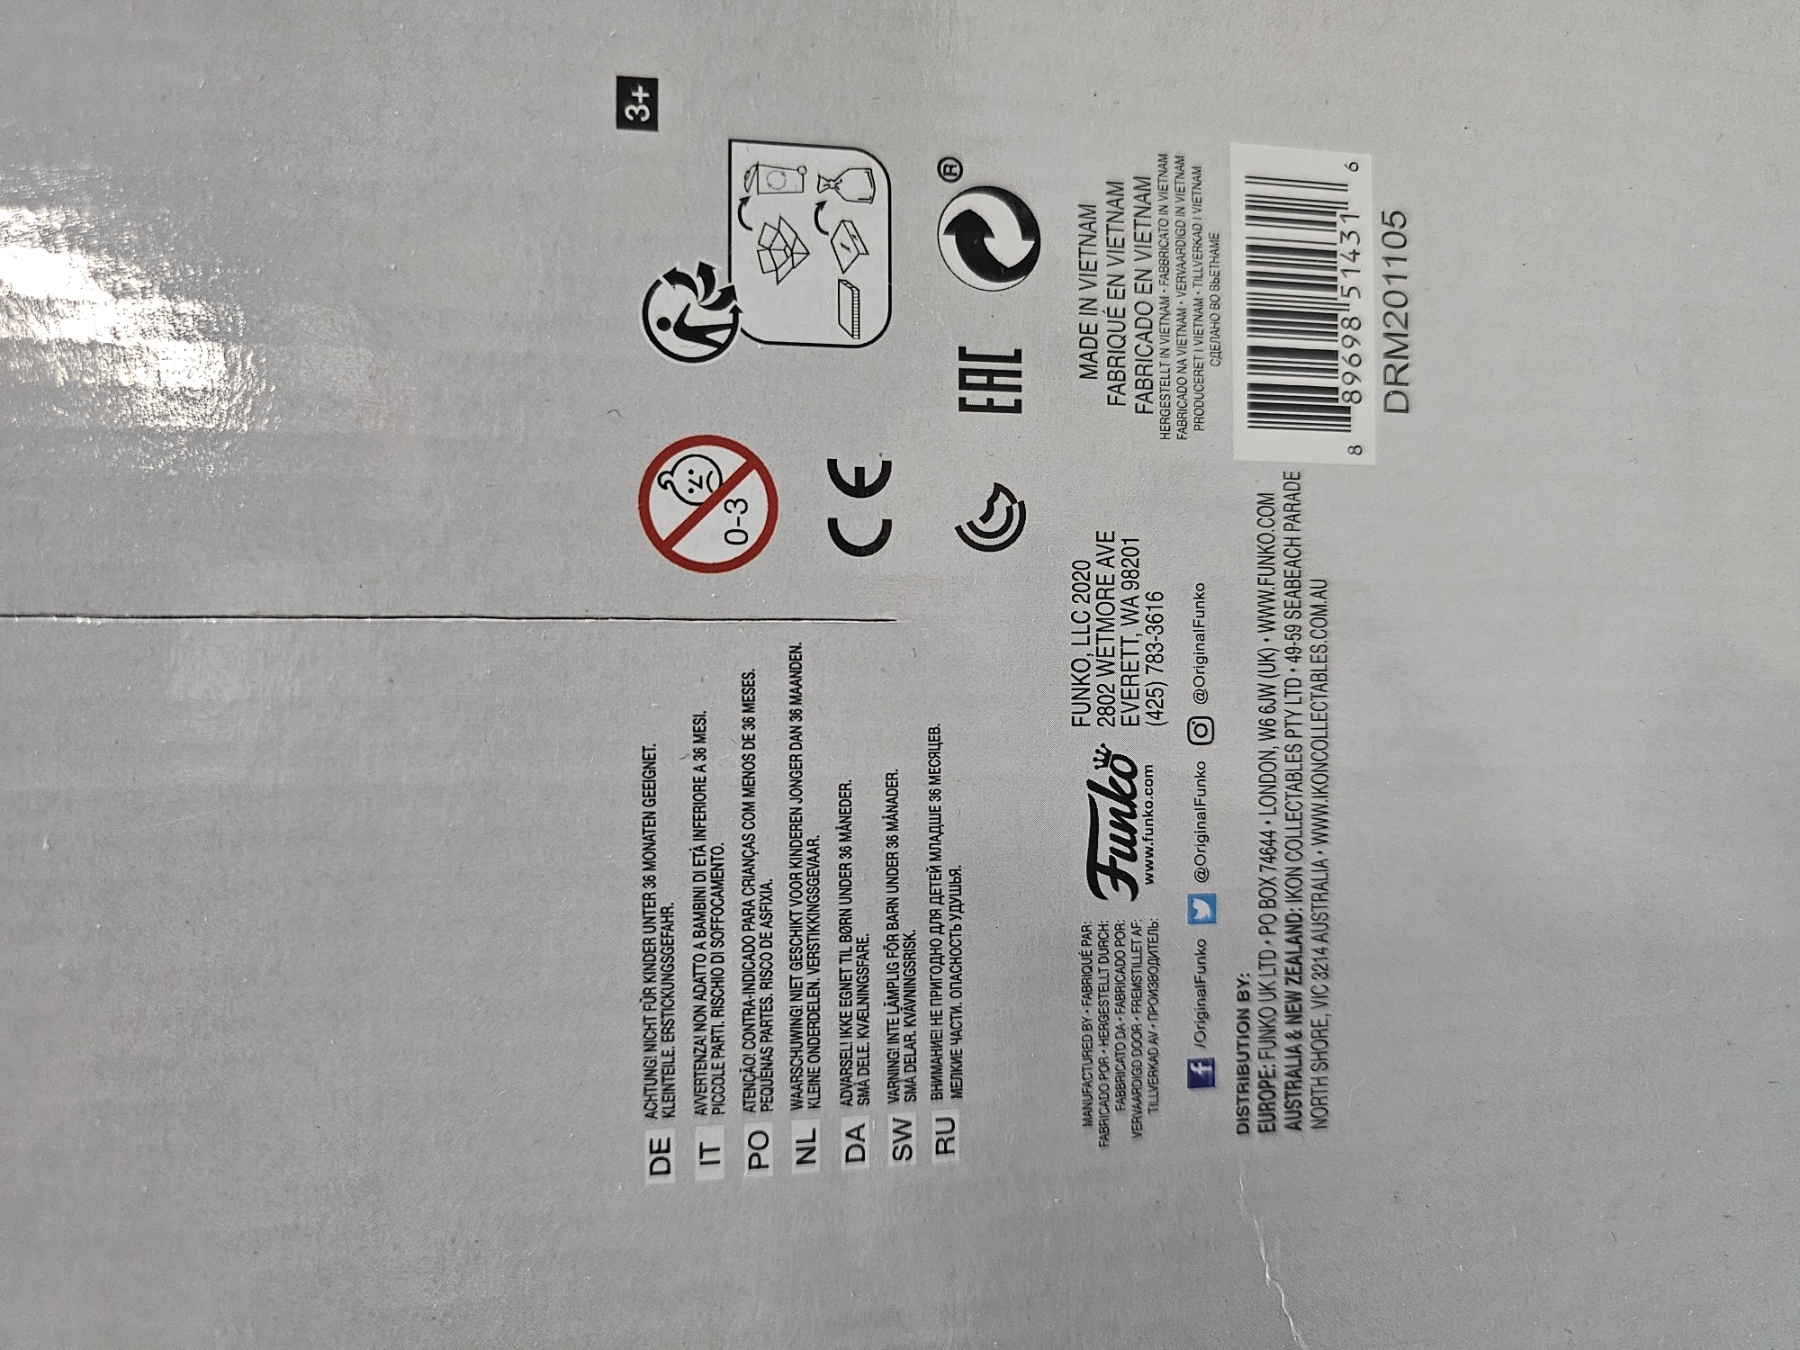 3+
DE ACHTUNG! NICHT FÜR KINDER UNTER 36 MONATEN GEEIGNET.
KLEINTEILE. ERSTICKUNGSGEFAHR.
IT AVVERTENZA! NON ADATTO A BAMBINI DI ETÀ INFERIORE A 36 MESI.
PICCOLE PARTI. RISCHIO DI SOFFOCAMENTO.
PO ATENÇÃO! CONTRA-INDICADO PARA CRIANÇAS COM MENOS DE 36 MESES.
PEQUENAS PARTES. RISCO DE ASFIXIA.
NL WAARSCHUWING! NIET GESCHIKT VOOR KINDEREN JONGER DAN 36 MAANDEN.
KLEINE ONDERDELEN. VERSTIKKINGSGEVAAR.
DA ADVARSEL! IKKE EGNET TIL BØRN UNDER 36 MÅNEDER.
SMÅ DELE. KVÆLNINGSFARE.
SW VARNING! INTE LÄMPLIG FÖR BARN UNDER 36 MÅNADER.
SMÅ DELAR. KVÄVNINGSRISK.
RU ВНИМАНИЕ! НЕ ПРИГОДНО ДЛЯ ДЕТЕЙ МЛАДШЕ 36 МЕСЯЦЕВ.
МЕЛКИЕ ЧАСТИ. ОПАСНОСТЬ УДУШЬЯ.
0-3
CE
EAC
®
MANUFACTURED BY • FABRIQUÉ PAR:
FABRICADO POR • HERGESTELLT DURCH:
FABBRICATO DA • FABRICADO POR:
VERVAARDIGD DOOR • FREMSTILLET AF:
TILLVERKAD AV • ПРОИЗВОДИТЕЛЬ:
Funko
www.funko.com
FUNKO, LLC 2020
2802 WETMORE AVE
EVERETT, WA 98201
(425) 783-3616
MADE IN VIETNAM
FABRIQUÉ EN VIETNAM
FABRICADO EN VIETNAM
HERGESTELLT IN VIETNAM • FABBRICATO IN VIETNAM
FABRICADO NA VIETNAM • VERVAARDIGD IN VIETNAM
PRODUCERET I VIETNAM • TILLVERKAD I VIETNAM
СДЕЛАНО ВО ВЬЕТНАМЕ
f /OriginalFunko @OriginalFunko @OriginalFunko
DISTRIBUTION BY:
EUROPE: FUNKO UK LTD • PO BOX 74644 • LONDON, W6 6JW (UK) • WWW.FUNKO.COM
AUSTRALIA & NEW ZEALAND: IKON COLLECTABLES PTY LTD • 49-59 SEABEACH PARADE
NORTH SHORE, VIC 3214 AUSTRALIA • WWW.IKONCOLLECTABLES.COM.AU
8 89698 51431 6
DRM201105